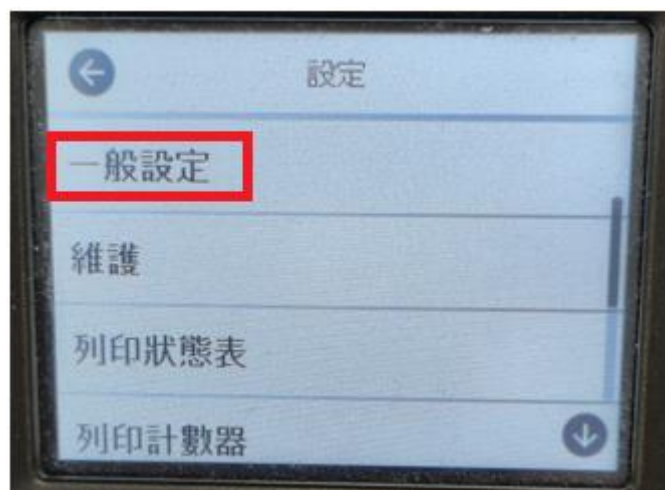 設定
一般設定
維護
列印狀態表
列印計數器